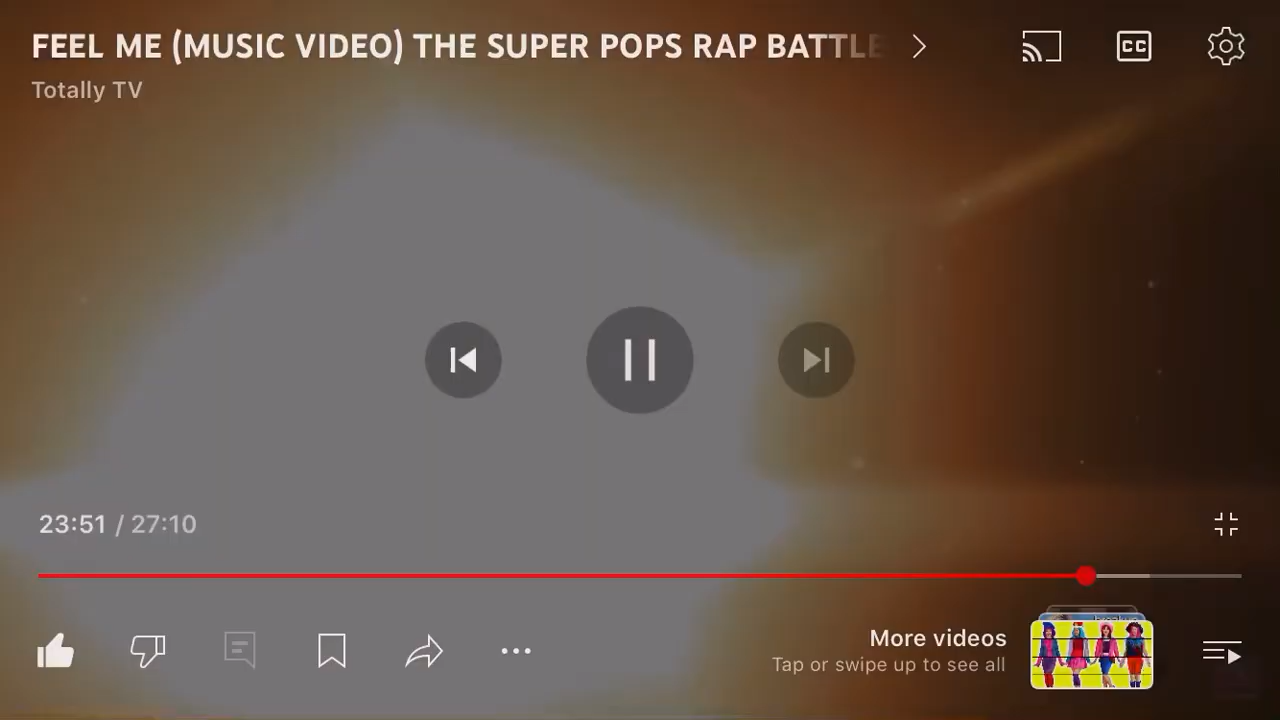 FEEL ME (MUSIC VIDEO) THE SUPER POPS RAP BATTLE
CC
Totally TV
23:51 / 27:10
More videos
Tap or swipe up to see all